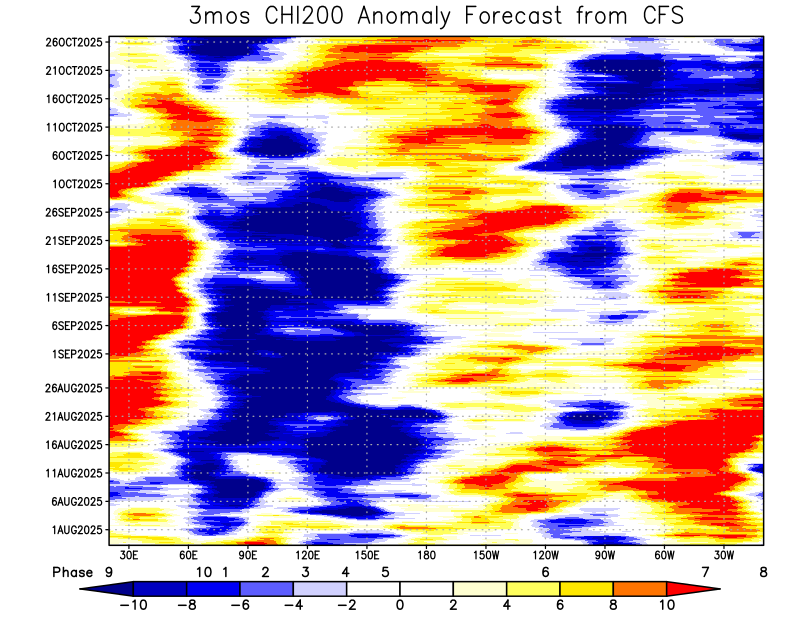 3mos CHI200 Anomaly Forecast from CFS
26OCT2025
21OCT2025
16OCT2025
11OCT2025
6OCT2025
1OCT2025
26SEP2025
21SEP2025
16SEP2025
11SEP2025
6SEP2025
1SEP2025
26AUG2025
21AUG2025
16AUG2025
11AUG2025
6AUG2025
1AUG2025
30E 60E 90E 120E 150E 180 150W 120W 90W 60W 30W
Phase 9 10 1 2 3 4 5 6 7 8
-10 -8 -6 -4 -2 0 2 4 6 8 10